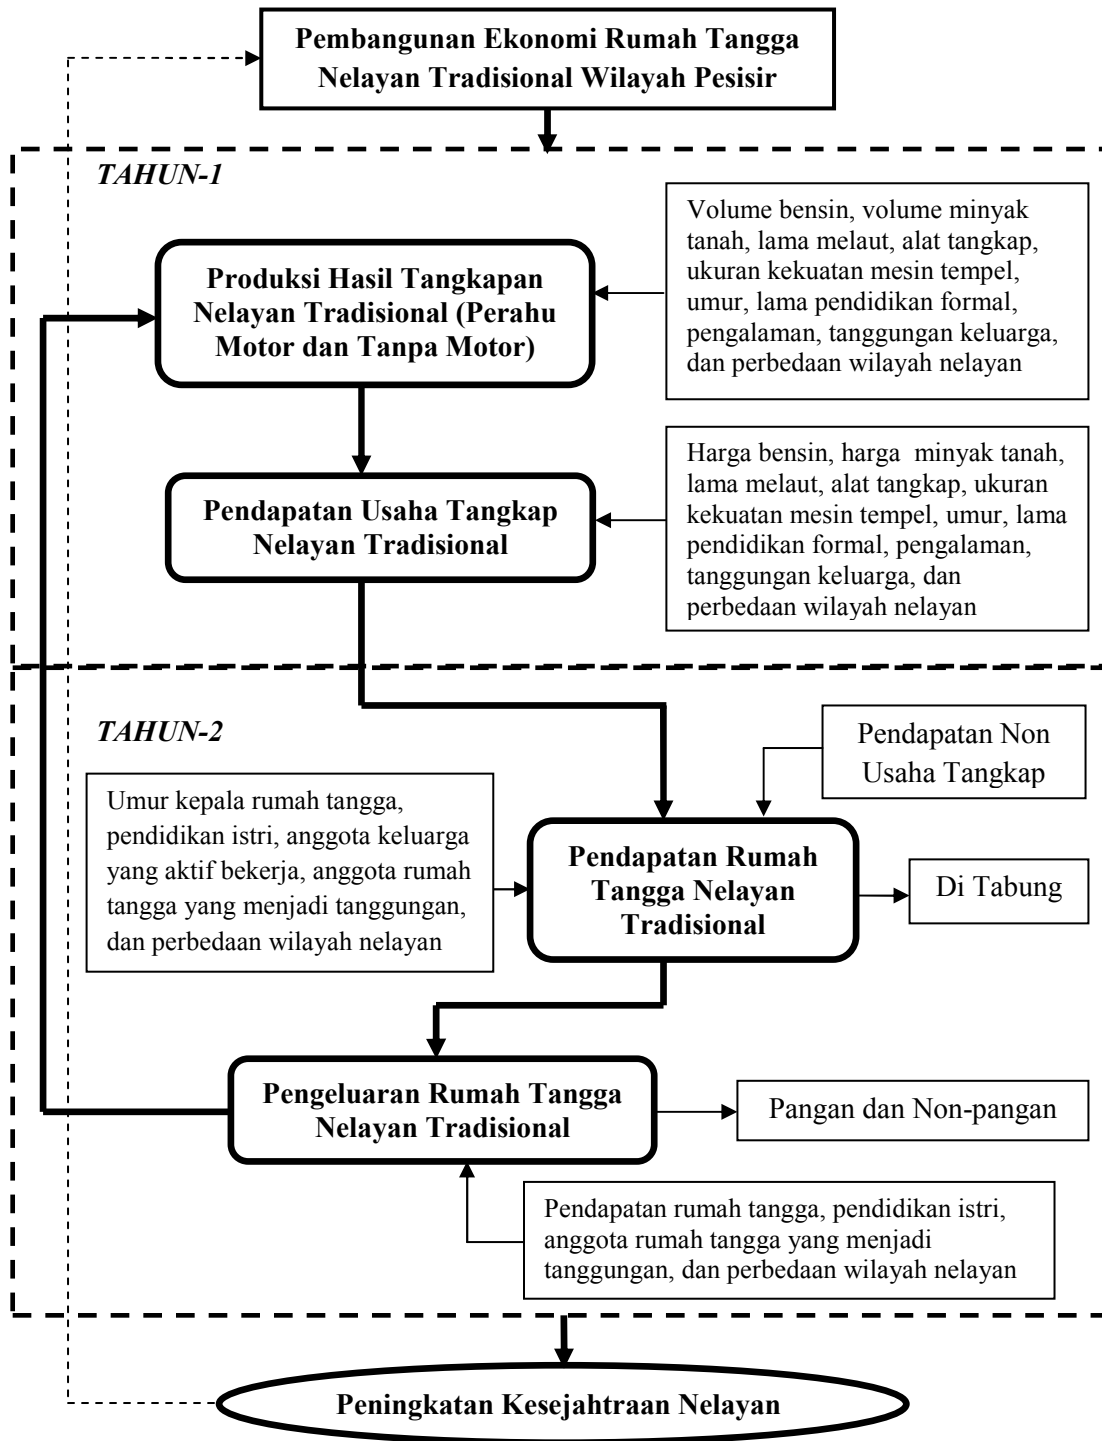 Pembangunan Ekonomi Rumah Tangga
Nelayan Tradisional Wilayah Pesisir
TAHUN-1
Volume bensin, volume minyak
tanah, lama melaut, alat tangkap,
ukuran kekuatan mesin tempel,
umur, lama pendidikan formal,
pengalaman, tanggungan keluarga,
dan perbedaan wilayah nelayan
Produksi Hasil Tangkapan
Nelayan Tradisional (Perahu
Motor dan Tanpa Motor)
Harga bensin, harga  minyak tanah,
lama melaut, alat tangkap, ukuran
kekuatan mesin tempel, umur, lama
pendidikan formal, pengalaman,
tanggungan keluarga, dan
perbedaan wilayah nelayan
Pendapatan Usaha Tangkap
Nelayan Tradisional
TAHUN-2
Pendapatan Non
Usaha Tangkap
Umur kepala rumah tangga,
pendidikan istri, anggota keluarga
yang aktif bekerja, anggota rumah
tangga yang menjadi tanggungan,
dan perbedaan wilayah nelayan
Pendapatan Rumah
Tangga Nelayan
Tradisional
Di Tabung
Pengeluaran Rumah Tangga
Nelayan Tradisional
Pangan dan Non-pangan
Pendapatan rumah tangga, pendidikan istri,
anggota rumah tangga yang menjadi
tanggungan, dan perbedaan wilayah nelayan
Peningkatan Kesejahtraan Nelayan